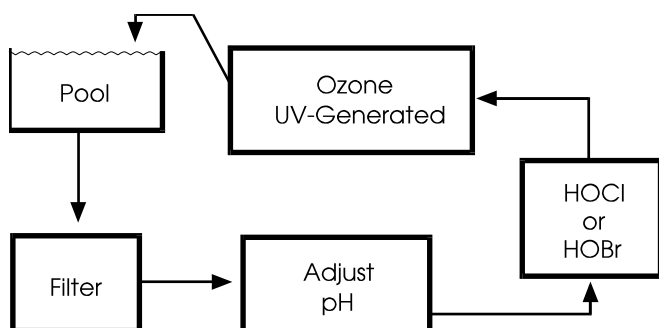 Pool
Ozone
UV-Generated
HOCl
or
HOBr
Filter
Adjust
pH